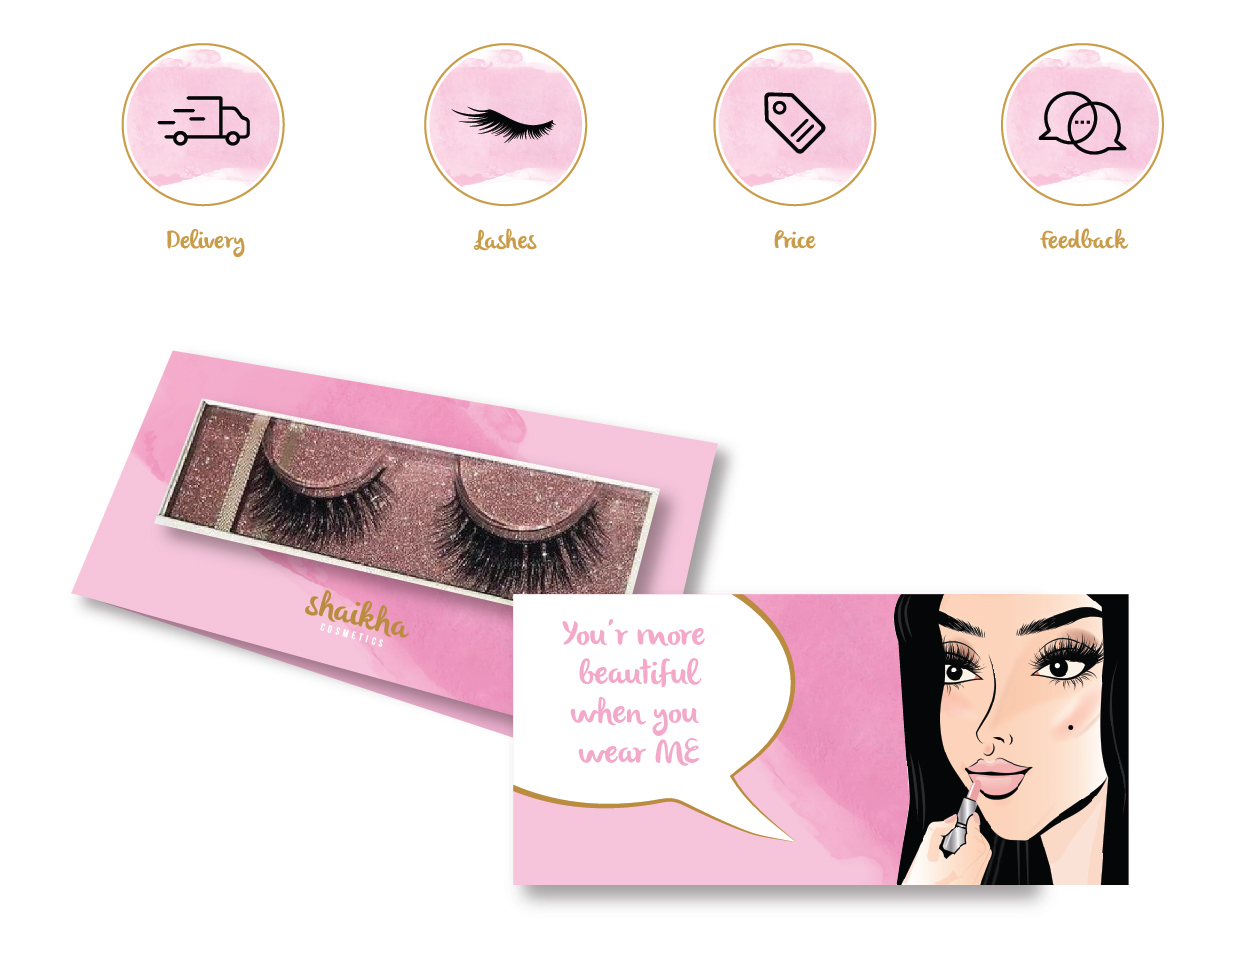 Delivery
Lashes
Price
Feedback
shaikha
COSMETICS
You'r more
beautiful
when you
wear ME